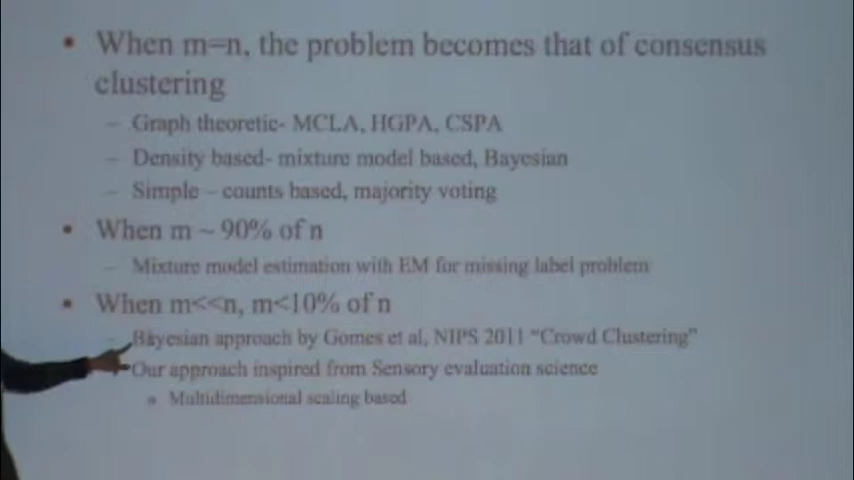 • When m=n, the problem becomes that of consensus
clustering
– Graph theoretic- MCLA, HGPA, CSPA
– Density based- mixture model based, Bayesian
– Simple – counts based, majority voting
• When m ~ 90% of n
– Mixture model estimation with EM for missing label problem
• When m<<n, m<10% of n
– Bayesian approach by Gomes et al, NIPS 2011 “Crowd Clustering”
– Our approach inspired from Sensory evaluation science
• Multidimensional scaling based